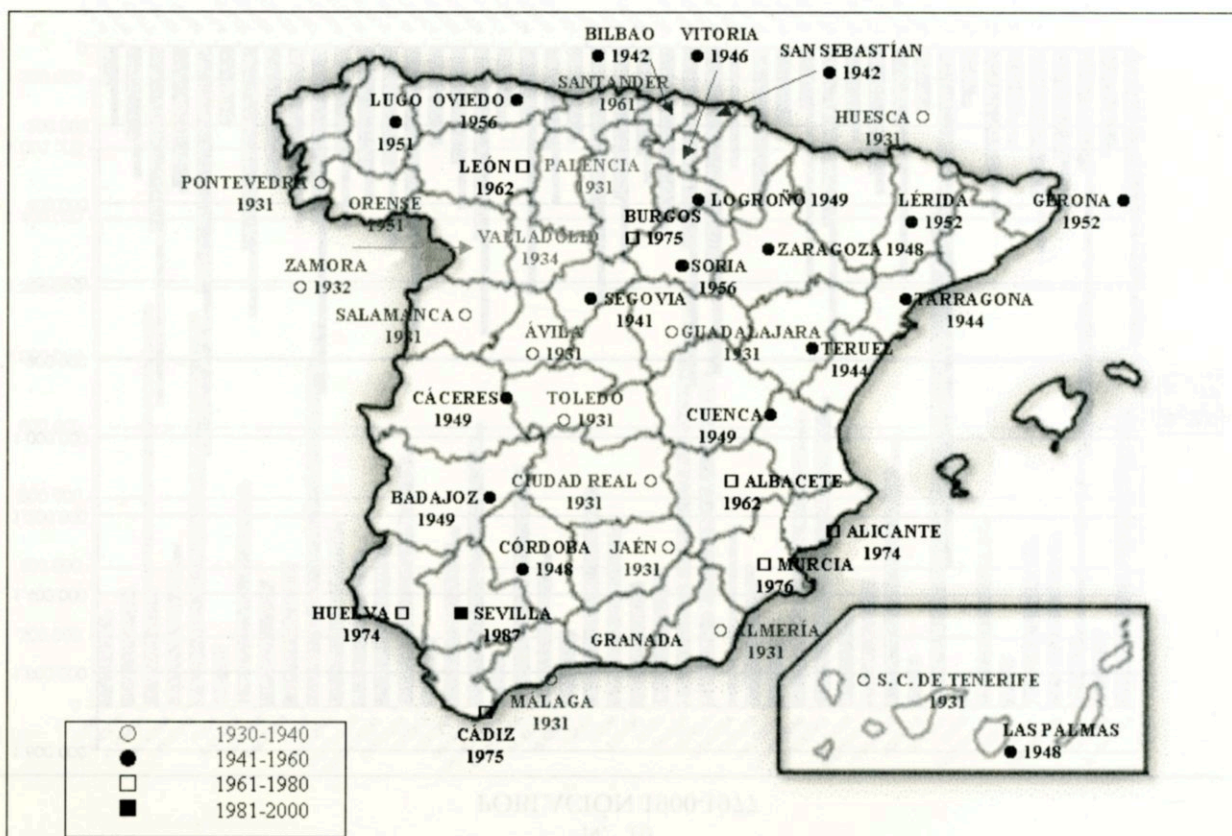 BILBAO
1942
VITORIA
1946
SAN SEBASTIÁN
1942
SANTANDER
1961
HUESCA
1931
LUGO
1951
OVIEDO
1956
LEÓN
1962
PALENCIA
1931
PONTEVEDRA
1931
ORENSE
1951
BURGOS
1975
LOGROÑO 1949
LÉRIDA
1952
GERONA
1952
VALLADOLID
1934
ZARAGOZA 1948
ZAMORA
1932
SORIA
1956
SEGOVIA
1941
TARRAGONA
1944
SALAMANCA
1931
ÁVILA
1931
GUADALAJARA
1931
TERUEL
1944
CÁCERES
1949
TOLEDO
1931
CUENCA
1949
CIUDAD REAL
1931
ALBACETE
1962
BADAJOZ
1949
ALICANTE
1974
CÓRDOBA
1948
JAÉN
1931
MURCIA
1976
HUELVA
1974
SEVILLA
1987
GRANADA
ALMERÍA
1931
MÁLAGA
1931
CÁDIZ
1975
S. C. DE TENERIFE
1931
LAS PALMAS
1948
1930-1940
1941-1960
1961-1980
1981-2000